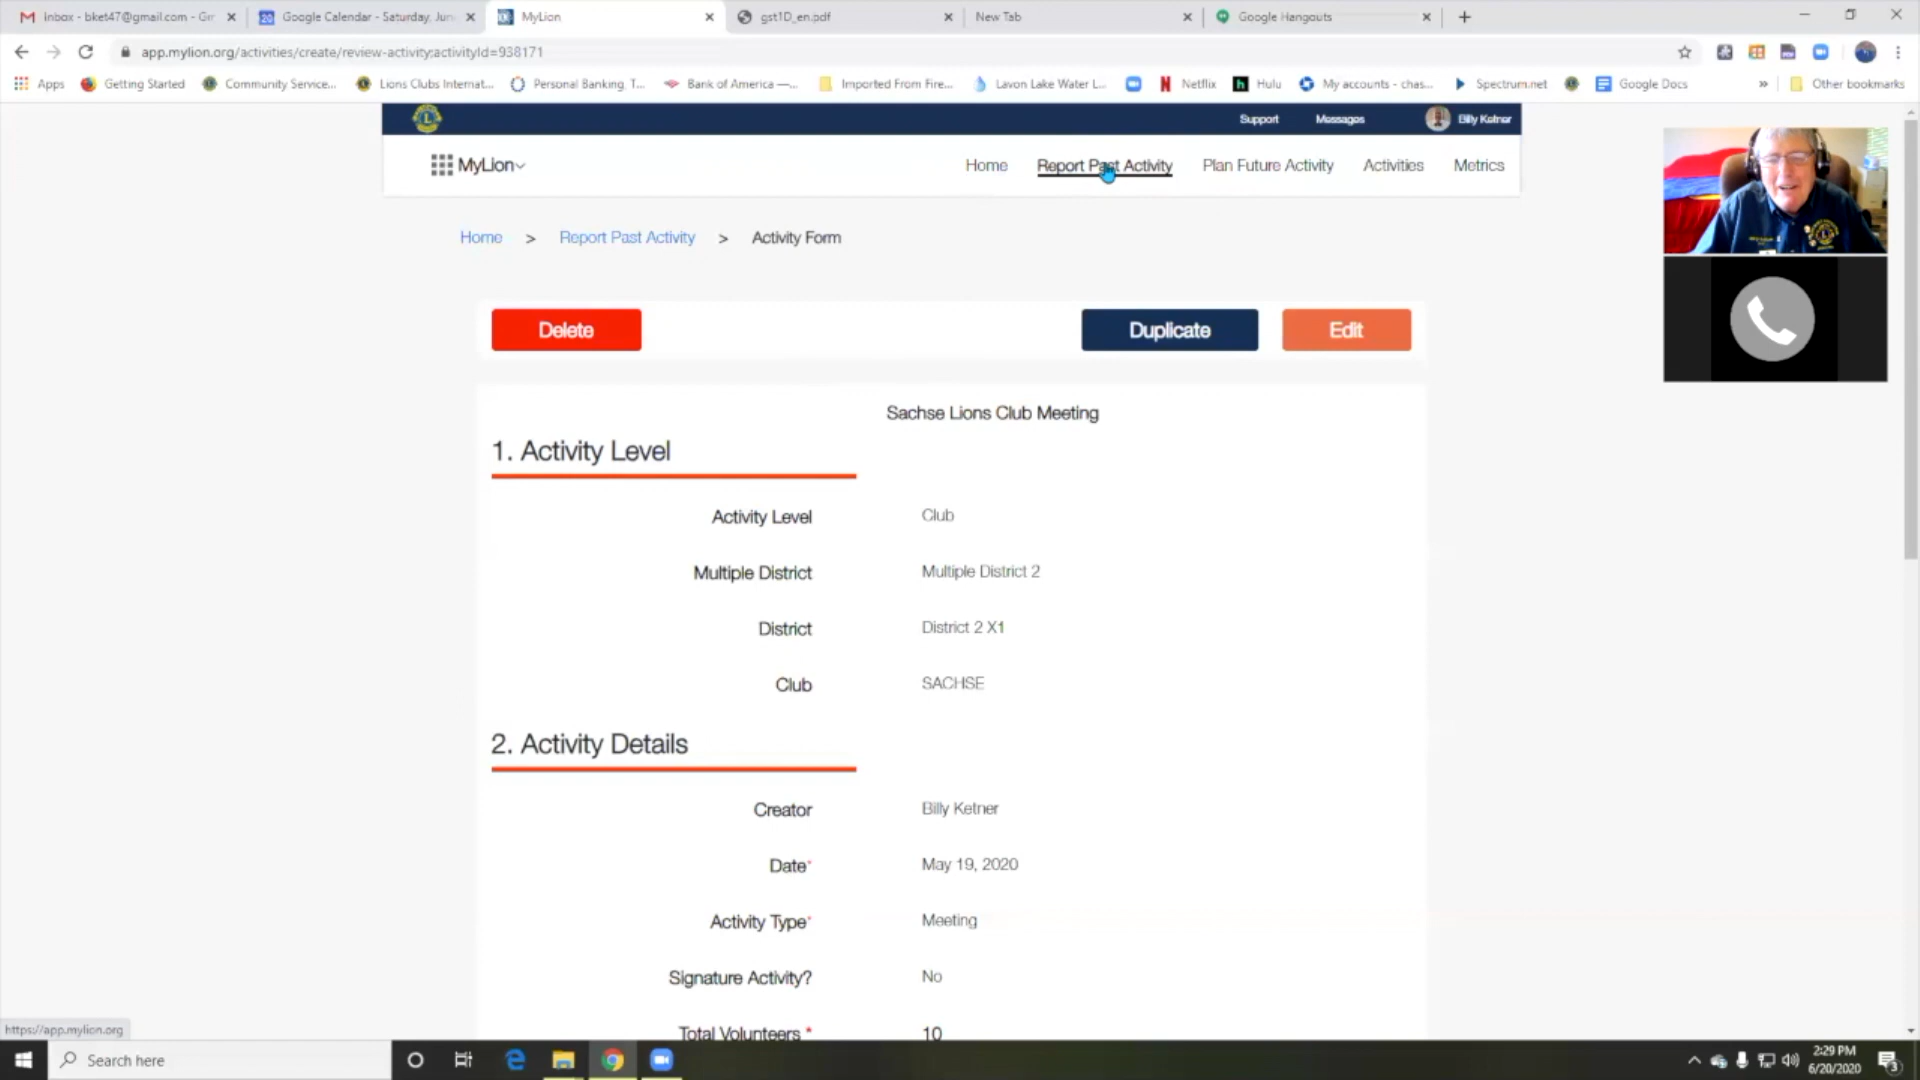 Inbox - bket47@gmail.com - Gm
Google Calendar - Saturday, Jun
MyLion
gst1D_en.pdf
New Tab
Google Hangouts
app.mylion.org/activities/create/review-activity;activityId=938171
Apps
Getting Started
Community Service...
Lions Clubs Internat...
Personal Banking, T...
Bank of America —...
Imported From Fire...
Lavon Lake Water L...
Netflix
Hulu
My accounts - chas...
Spectrum.net
Google Docs
»
Other bookmarks
Support
Messages
Billy Ketner
MyLion
Home
Report Past Activity
Plan Future Activity
Activities
Metrics
Home > Report Past Activity > Activity Form
Delete
Duplicate
Edit
Sachse Lions Club Meeting
1. Activity Level
Activity Level Club
Multiple District Multiple District 2
District District 2 X1
Club SACHSE
2. Activity Details
Creator Billy Ketner
Date* May 19, 2020
Activity Type* Meeting
Signature Activity? No
Total Volunteers * 10
https://app.mylion.org
Search here
2:29 PM
6/20/2020
3